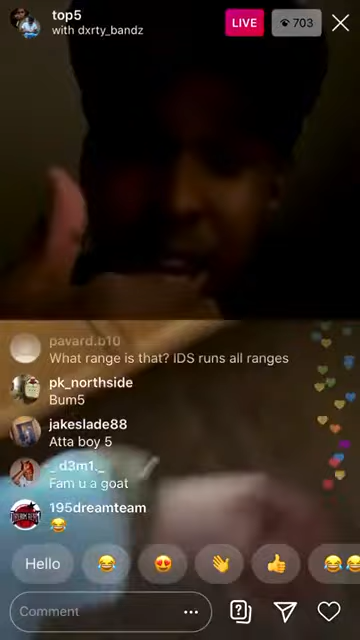 top5
with dxrty_bandz
LIVE
703
pavard.b10
What range is that? IDS runs all ranges
pk_northside
Bum5
jakeslade88
Atta boy 5
_d3m1._
Fam u a goat
195dreamteam
😂
Hello 😂 😍 👋 👍 😂😂
Comment